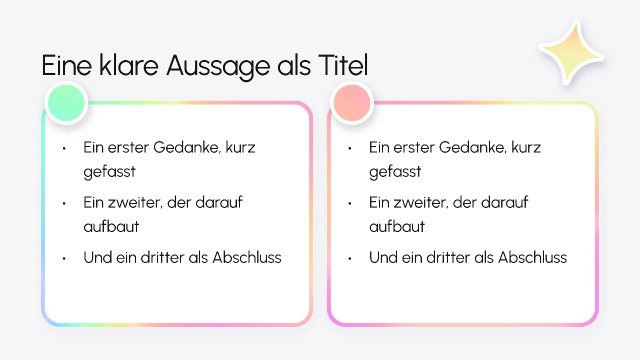 Eine klare Aussage als Titel
• Ein erster Gedanke, kurz
gefasst
• Ein zweiter, der darauf
aufbaut
• Und ein dritter als Abschluss
• Ein erster Gedanke, kurz
gefasst
• Ein zweiter, der darauf
aufbaut
• Und ein dritter als Abschluss